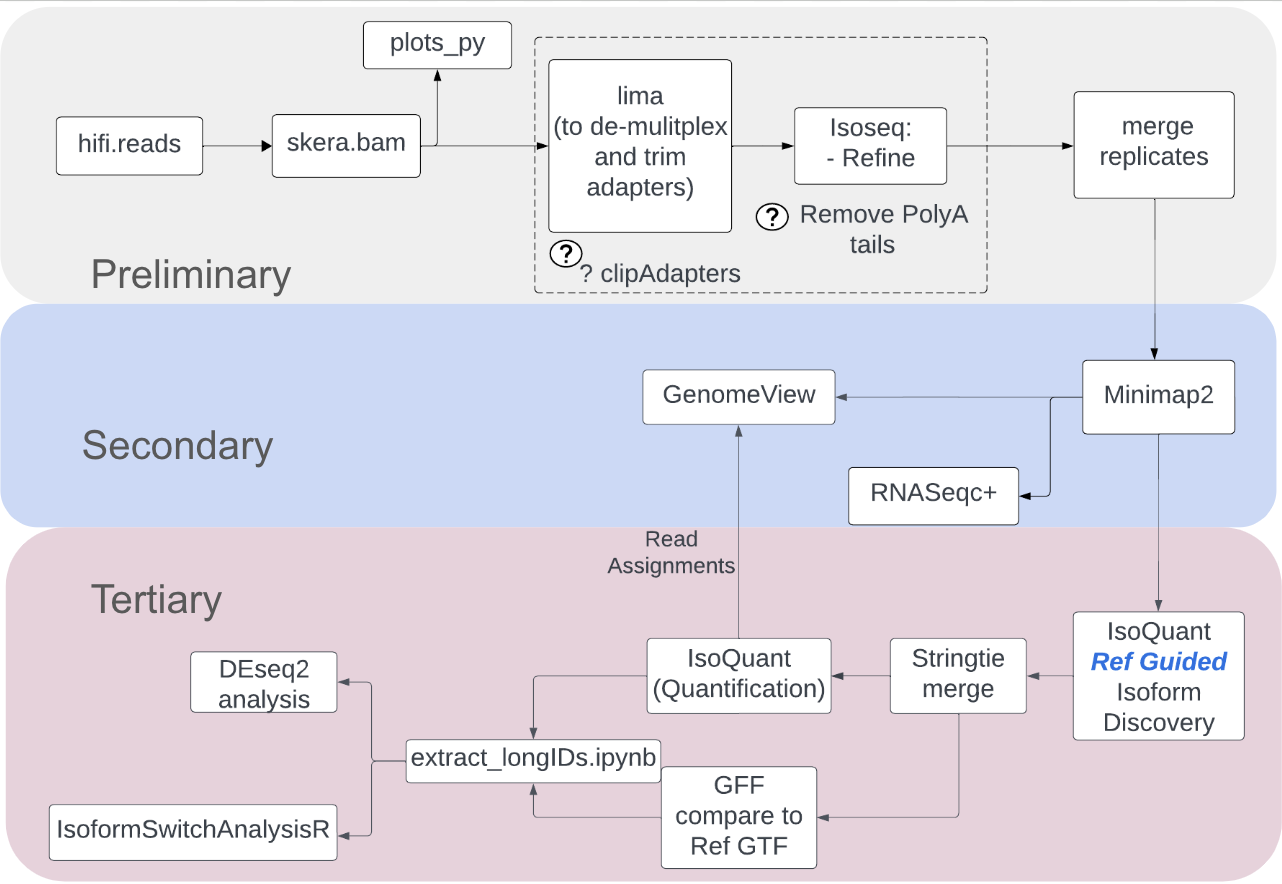 plots_py
hifi.reads
skera.bam
lima
(to de-mulitplex
and trim
adapters)
Isoseq:
- Refine
merge
replicates
?
Remove PolyA
tails
?
? clipAdapters
Preliminary
GenomeView
Minimap2
Secondary
RNASeqc+
Read
Assignments
Tertiary
IsoQuant
Ref Guided
Isoform
Discovery
Stringtie
merge
IsoQuant
(Quantification)
DEseq2
analysis
extract_longIDs.ipynb
GFF
compare to
Ref GTF
IsoformSwitchAnalysisR